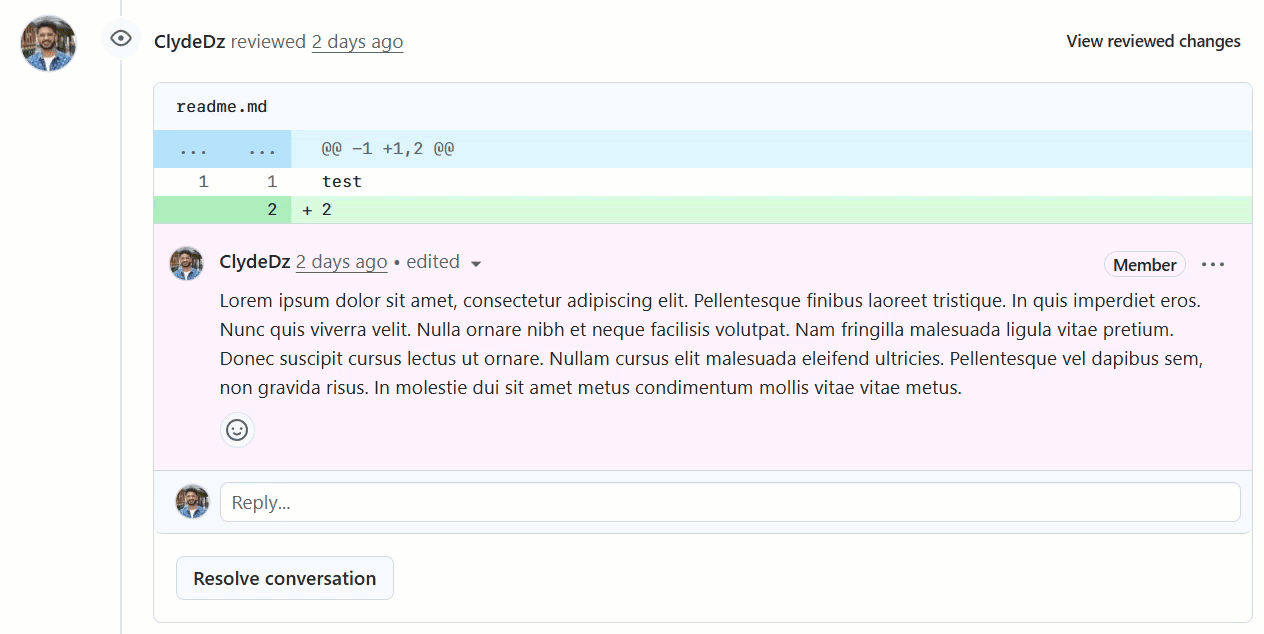 ClydeDz reviewed 2 days ago
View reviewed changes
readme.md
... ... @@ −1 +1,2 @@
1 1 test
2 + 2
ClydeDz 2 days ago • edited
Member ...
Lorem ipsum dolor sit amet, consectetur adipiscing elit. Pellentesque finibus laoreet tristique. In quis imperdiet eros.
Nunc quis viverra velit. Nulla ornare nibh et neque facilisis volutpat. Nam fringilla malesuada ligula vitae pretium.
Donec suscipit cursus lectus ut ornare. Nullam cursus elit malesuada eleifend ultricies. Pellentesque vel dapibus sem,
non gravida risus. In molestie dui sit amet metus condimentum mollis vitae vitae metus.
Reply...
Resolve conversation